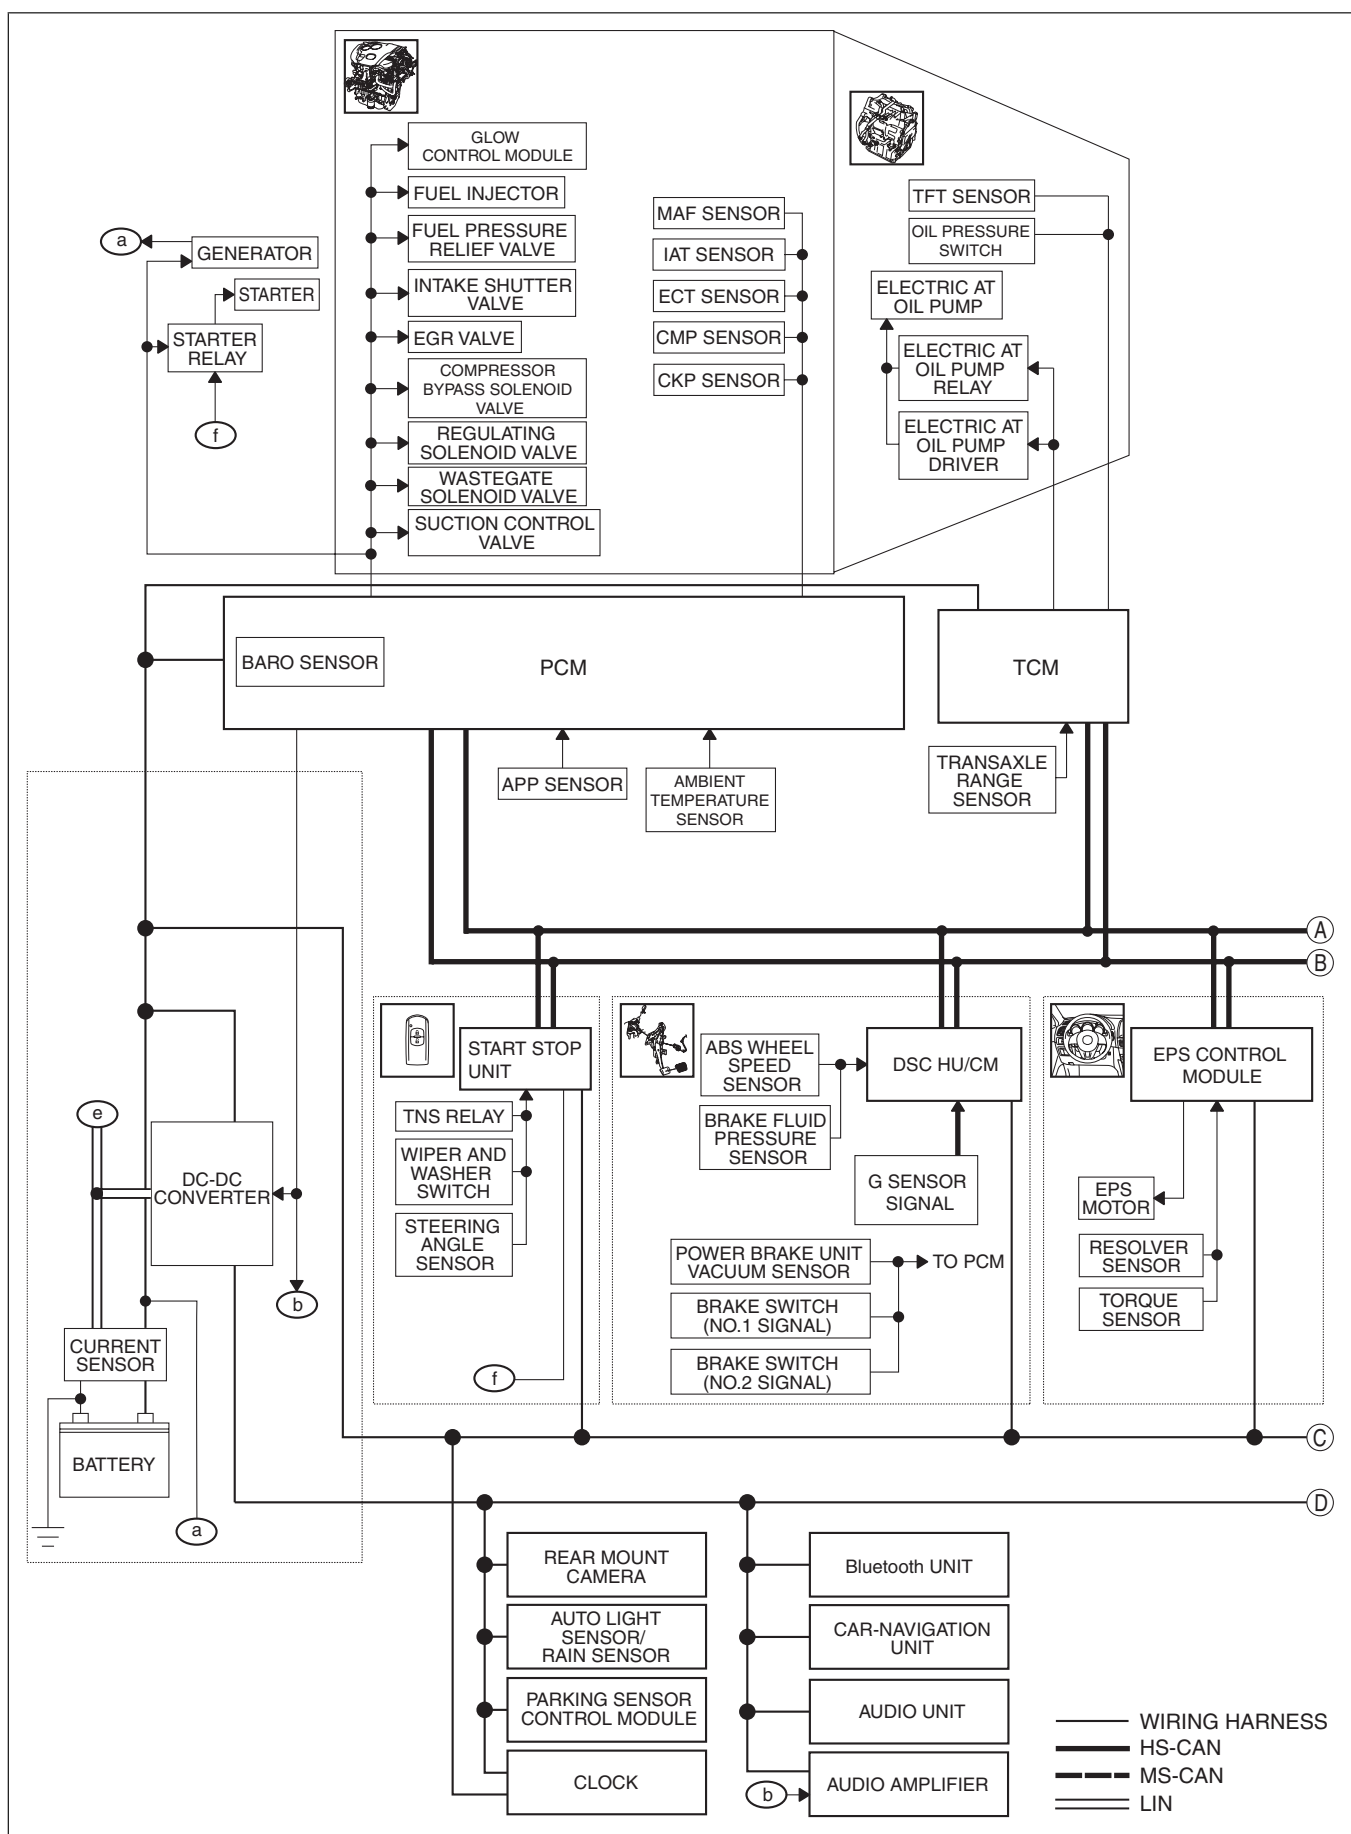 GLOW
CONTROL MODULE
FUEL INJECTOR
FUEL PRESSURE
RELIEF VALVE
INTAKE SHUTTER
VALVE
EGR VALVE
COMPRESSOR
BYPASS SOLENOID
VALVE
REGULATING
SOLENOID VALVE
WASTEGATE
SOLENOID VALVE
SUCTION CONTROL
VALVE
a
GENERATOR
STARTER
STARTER
RELAY
f
MAF SENSOR
IAT SENSOR
ECT SENSOR
CMP SENSOR
CKP SENSOR
TFT SENSOR
OIL PRESSURE
SWITCH
ELECTRIC AT
OIL PUMP
ELECTRIC AT
OIL PUMP
RELAY
ELECTRIC AT
OIL PUMP
DRIVER
BARO SENSOR
PCM
TCM
APP SENSOR
AMBIENT
TEMPERATURE
SENSOR
TRANSAXLE
RANGE
SENSOR
A
B
START STOP
UNIT
TNS RELAY
WIPER AND
WASHER
SWITCH
STEERING
ANGLE
SENSOR
f
ABS WHEEL
SPEED
SENSOR
BRAKE FLUID
PRESSURE
SENSOR
DSC HU/CM
G SENSOR
SIGNAL
POWER BRAKE UNIT
VACUUM SENSOR
TO PCM
BRAKE SWITCH
(NO.1 SIGNAL)
BRAKE SWITCH
(NO.2 SIGNAL)
EPS CONTROL
MODULE
EPS
MOTOR
RESOLVER
SENSOR
TORQUE
SENSOR
e
DC-DC
CONVERTER
b
CURRENT
SENSOR
BATTERY
a
C
D
REAR MOUNT
CAMERA
AUTO LIGHT
SENSOR/
RAIN SENSOR
PARKING SENSOR
CONTROL MODULE
CLOCK
Bluetooth UNIT
CAR-NAVIGATION
UNIT
AUDIO UNIT
b
AUDIO AMPLIFIER
WIRING HARNESS
HS-CAN
MS-CAN
LIN